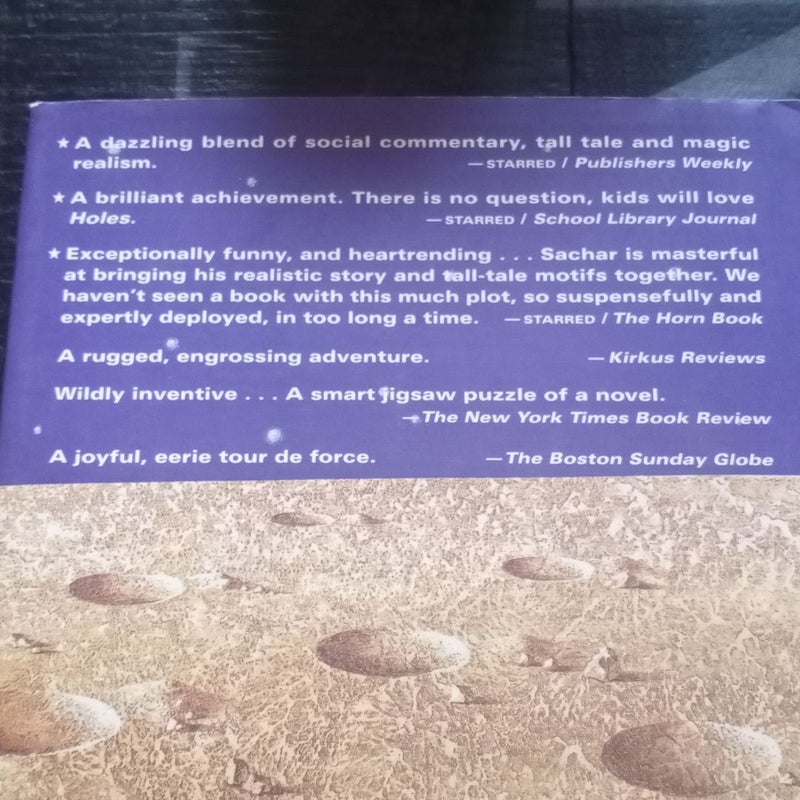 ★ A dazzling blend of social commentary, tall tale and magic
realism. —STARRED / Publishers Weekly
★ A brilliant achievement. There is no question, kids will love
Holes. —STARRED / School Library Journal
★ Exceptionally funny, and heartrending . . . Sachar is masterful
at bringing his realistic story and tall-tale motifs together. We
haven't seen a book with this much plot, so suspensefully and
expertly deployed, in too long a time. —STARRED / The Horn Book
A rugged, engrossing adventure. —Kirkus Reviews
Wildly inventive . . . A smart jigsaw puzzle of a novel.
—The New York Times Book Review
A joyful, eerie tour de force. —The Boston Sunday Globe